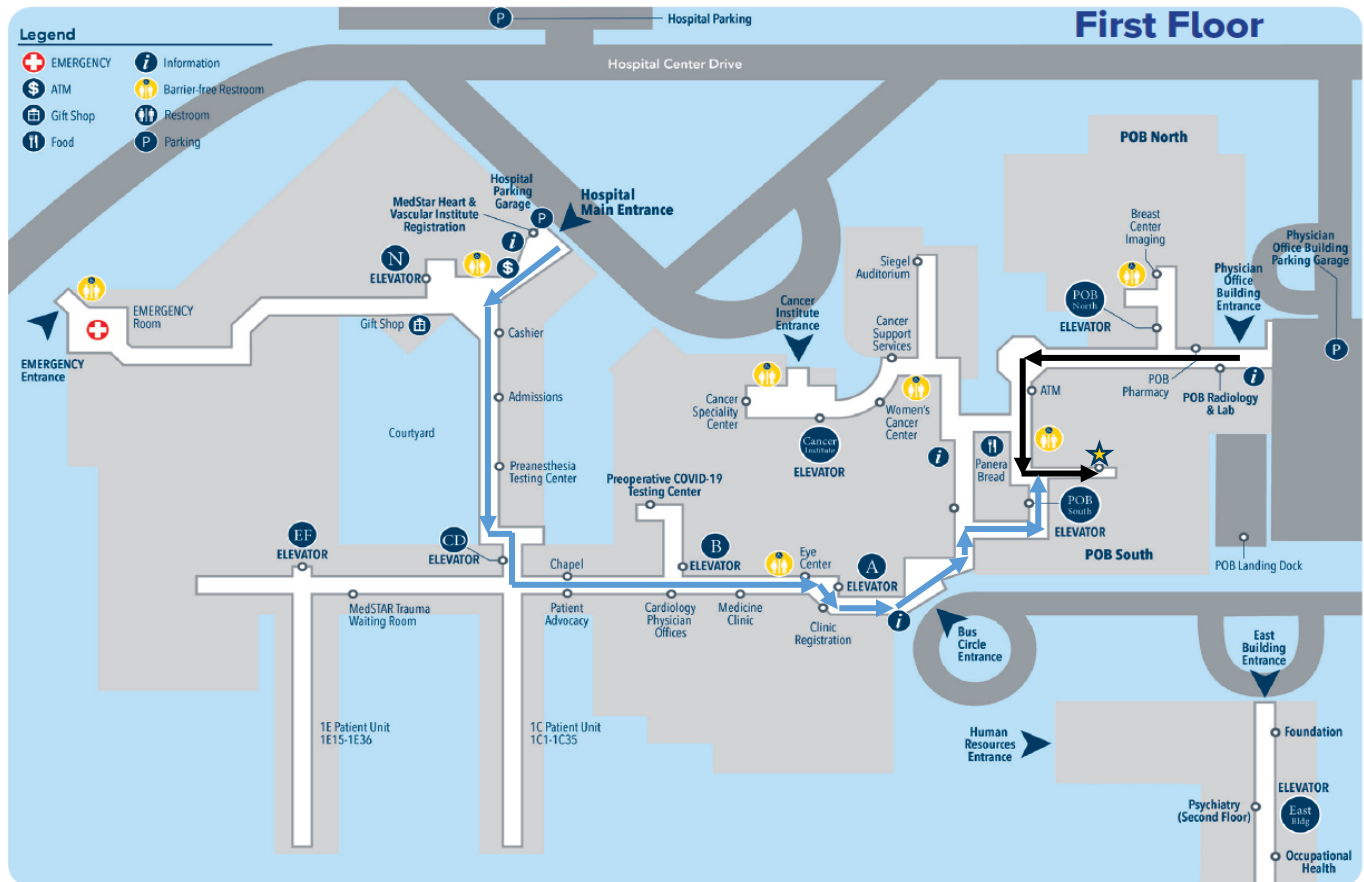 First Floor
P
Hospital Parking
Hospital Center Drive
Legend
EMERGENCY
i
Information
$
ATM
Barrier-free Restroom
Gift Shop
Restroom
Food
P
Parking
POB North
Hospital
Parking
Garage
P
Hospital
Main Entrance
MedStar Heart &
Vascular Institute
Registration
i
$
N
ELEVATOR
EMERGENCY
Room
EMERGENCY
Entrance
Gift Shop
Cashier
Admissions
Courtyard
Preanesthesia
Testing Center
Siegel
Auditorium
Cancer
Institute
Entrance
Cancer
Support
Services
Cancer
Speciality
Center
Women's
Cancer
Center
Cancer
Institute
ELEVATOR
i
Breast
Center
Imaging
POB
North
ELEVATOR
Physician
Office
Building
Entrance
Physician
Office Building
Parking Garage
P
POB
Pharmacy
i
POB Radiology
& Lab
ATM
Panera
Bread
POB
South
ELEVATOR
POB South
POB Landing Dock
Preoperative COVID-19
Testing Center
EF
ELEVATOR
CD
ELEVATOR
Chapel
B
ELEVATOR
Eye
Center
A
ELEVATOR
MedSTAR Trauma
Waiting Room
Patient
Advocacy
Cardiology
Physician
Offices
Medicine
Clinic
Clinic
Registration
i
Bus
Circle
Entrance
East
Building
Entrance
1E Patient Unit
1E15-1E36
1C Patient Unit
1C1-1C35
Human
Resources
Entrance
Foundation
ELEVATOR
East
Bldg
Psychiatry
(Second Floor)
Occupational
Health